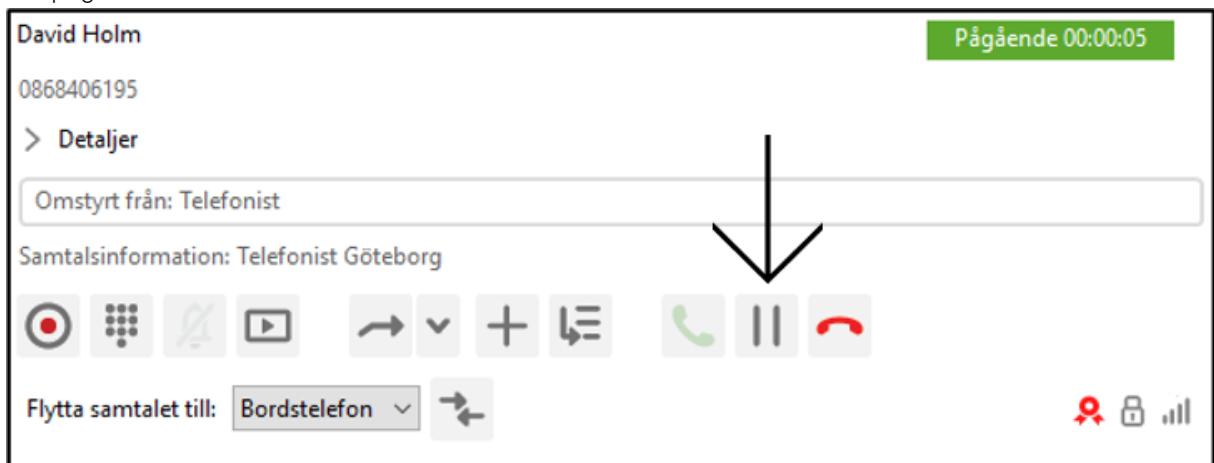 David Holm
Pågående 00:00:05
0868406195
Detaljer
Omstyrt från: Telefonist
Samtalsinformation: Telefonist Göteborg
Flytta samtalet till: Bordstelefon